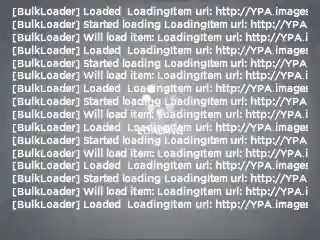 [BulkLoader] Loaded LoadingItem url: http://YPA.images
[BulkLoader] Started loading LoadingItem url: http://YPA
[BulkLoader] Will load item: LoadingItem url: http://YPA.i
[BulkLoader] Loaded LoadingItem url: http://YPA.images
[BulkLoader] Started loading LoadingItem url: http://YPA
[BulkLoader] Will load item: LoadingItem url: http://YPA.i
[BulkLoader] Loaded LoadingItem url: http://YPA.images
[BulkLoader] Started loading LoadingItem url: http://YPA
[BulkLoader] Will load item: LoadingItem url: http://YPA.i
[BulkLoader] Loaded LoadingItem url: http://YPA.images
LOADING
[BulkLoader] Started loading LoadingItem url: http://YPA
[BulkLoader] Will load item: LoadingItem url: http://YPA.i
[BulkLoader] Loaded LoadingItem url: http://YPA.images
[BulkLoader] Started loading LoadingItem url: http://YPA
[BulkLoader] Will load item: LoadingItem url: http://YPA.i
[BulkLoader] Loaded LoadingItem url: http://YPA.images